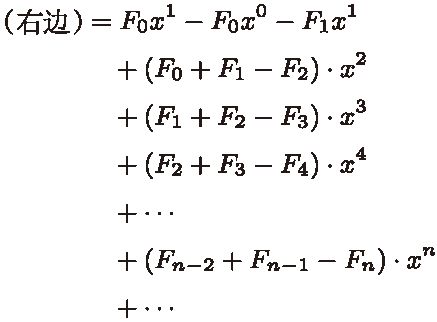 (右边) = F₀x¹ − F₀x⁰ − F₁x¹
+ (F₀ + F₁ − F₂) · x²
+ (F₁ + F₂ − F₃) · x³
+ (F₂ + F₃ − F₄) · x⁴
+ ⋯
+ (Fₙ₋₂ + Fₙ₋₁ − Fₙ) · xⁿ
+ ⋯